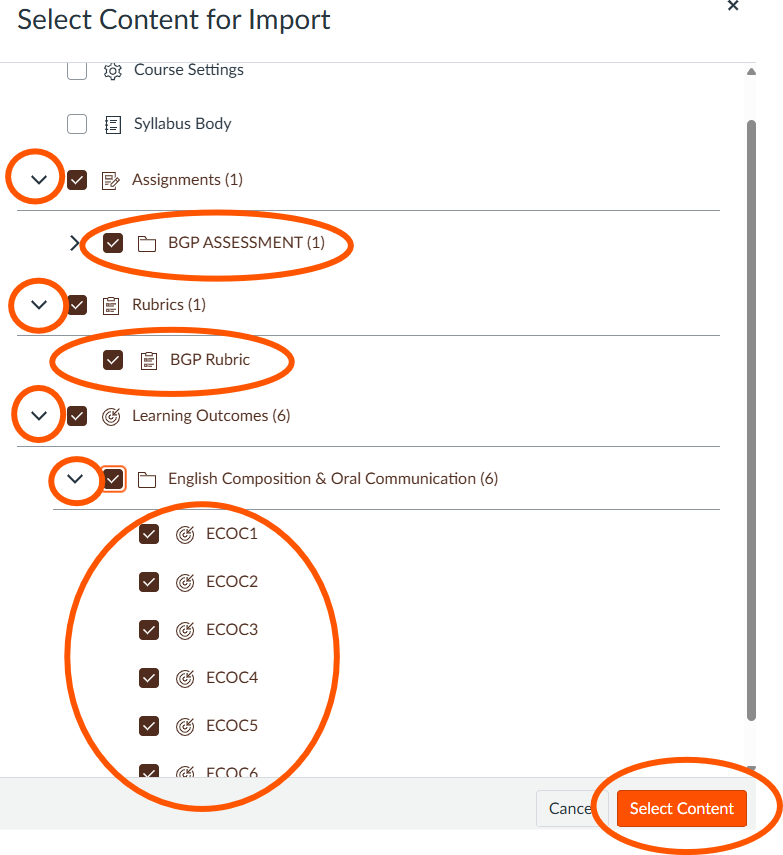 Select Content for Import
×
Course Settings
Syllabus Body
Assignments (1)
BGP ASSESSMENT (1)
Rubrics (1)
BGP Rubric
Learning Outcomes (6)
English Composition & Oral Communication (6)
ECOC1
ECOC2
ECOC3
ECOC4
ECOC5
ECOC6
Cance
Select Content